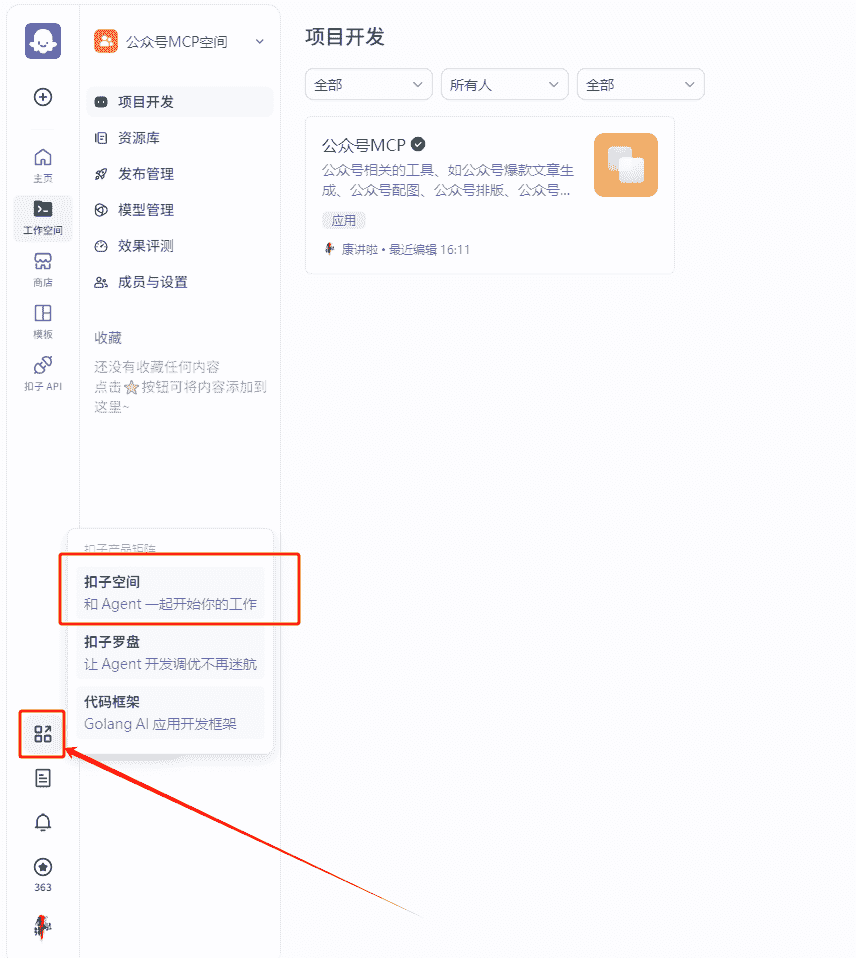 公众号MCP空间
项目开发
资源库
发布管理
模型管理
效果评测
成员与设置
收藏
还没有收藏任何内容
点击⭐按钮可将内容添加到
这里~
主页
工作空间
商店
模板
扣子 API
扣子产品矩阵
扣子空间
和 Agent 一起开始你的工作
扣子罗盘
让 Agent 开发调优不再迷航
代码框架
Golang AI 应用开发框架
363
项目开发
全部
所有人
全部
公众号MCP
公众号相关的工具、如公众号爆款文章生
成、公众号配图、公众号排版、公众号...
应用
康讲啦 • 最近编辑 16:11